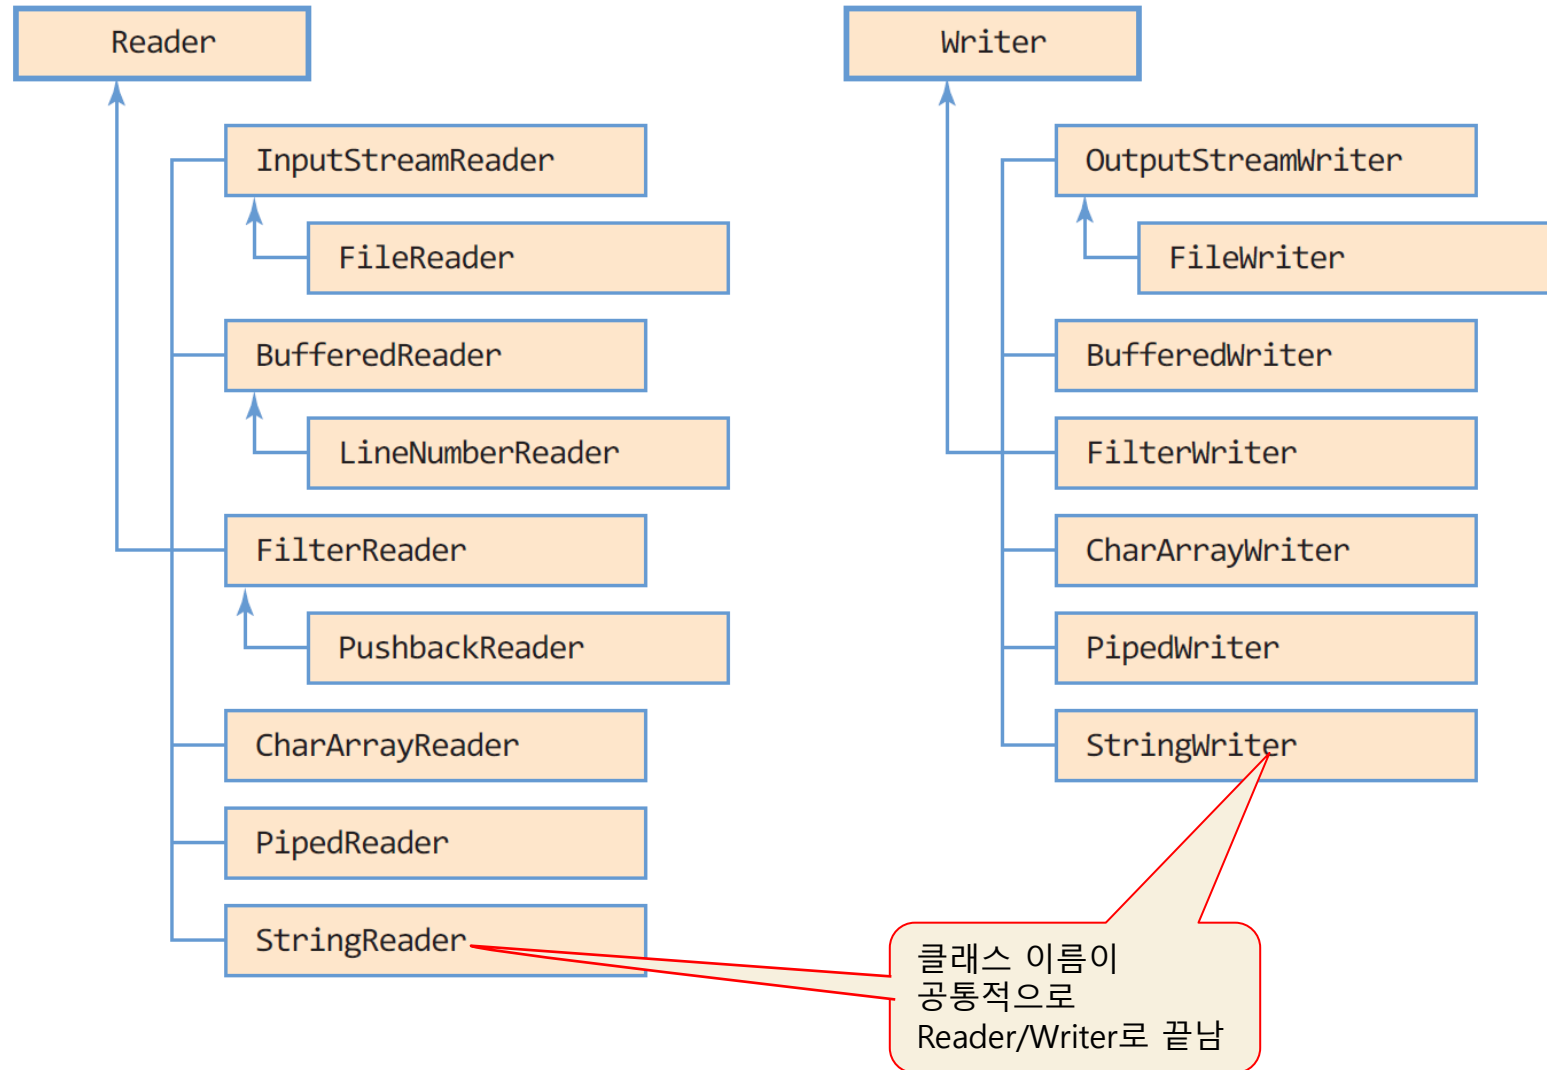 Reader
InputStreamReader
FileReader
BufferedReader
LineNumberReader
FilterReader
PushbackReader
CharArrayReader
PipedReader
StringReader
Writer
OutputStreamWriter
FileWriter
BufferedWriter
FilterWriter
CharArrayWriter
PipedWriter
StringWriter
클래스 이름이
공통적으로
Reader/Writer로 끝남